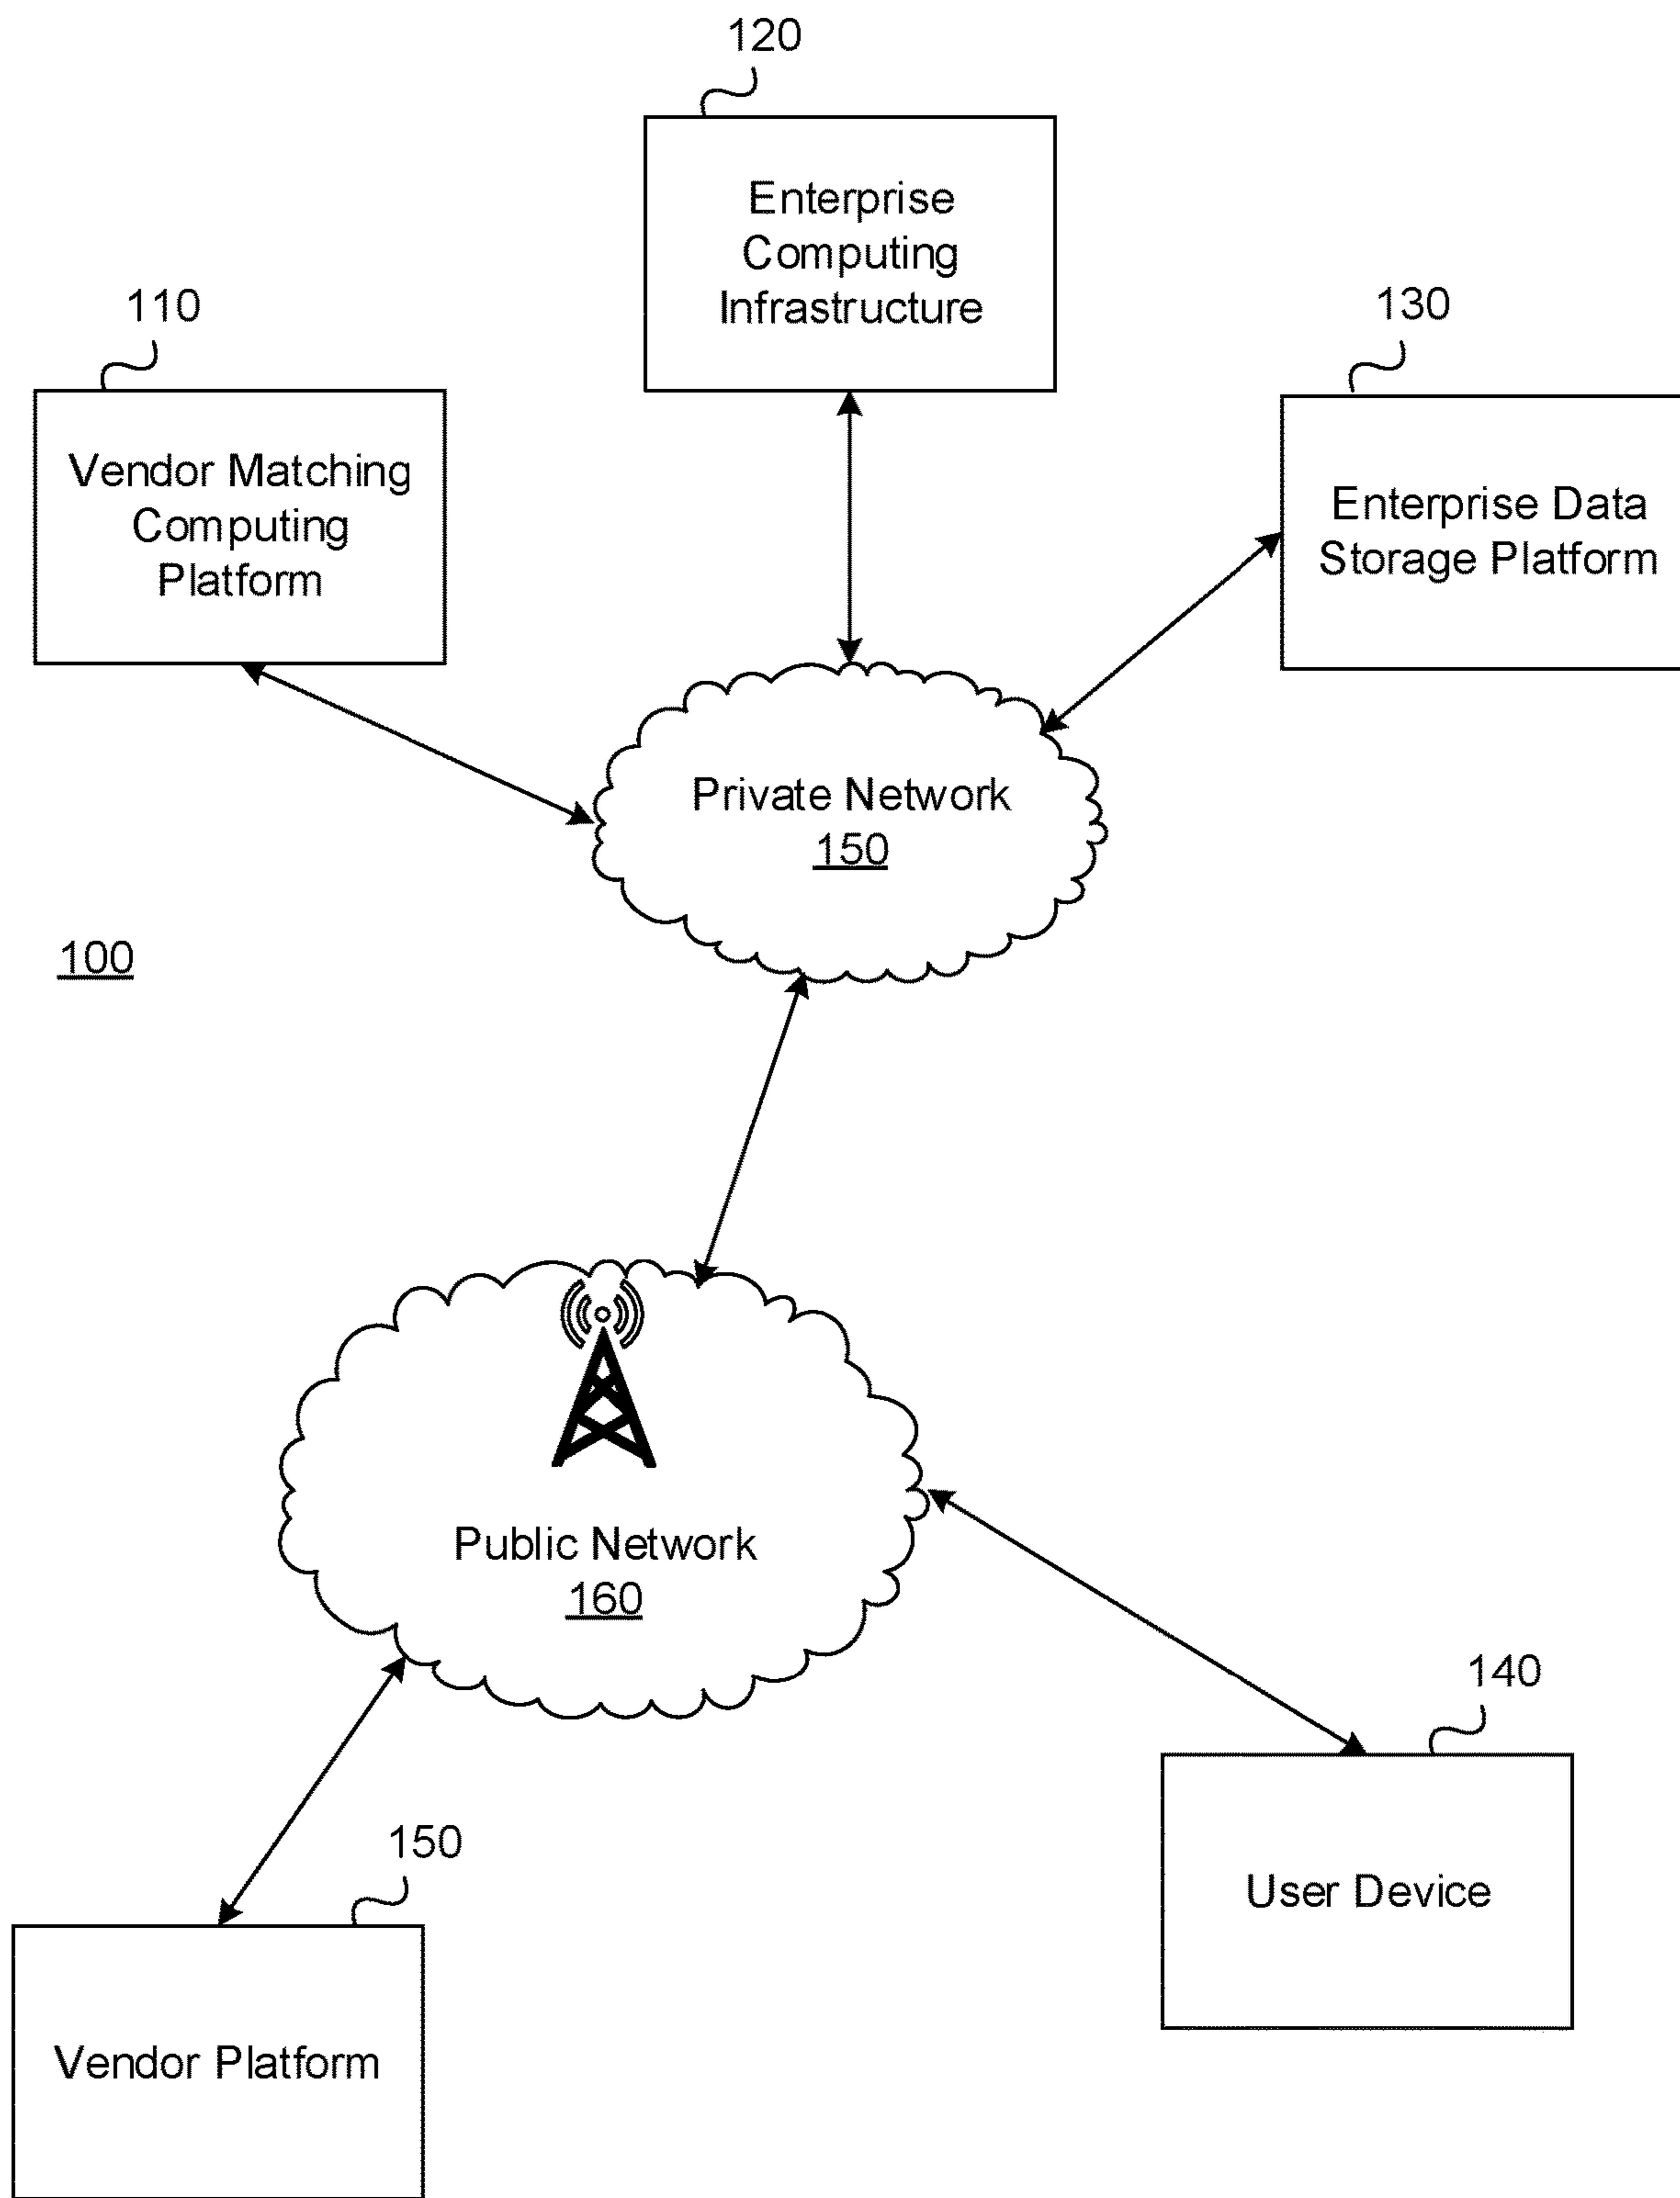 120
Enterprise
Computing
Infrastructure
110
Vendor Matching
Computing
Platform
130
Enterprise Data
Storage Platform
Private Network
150
100
Public Network
160
140
User Device
150
Vendor Platform